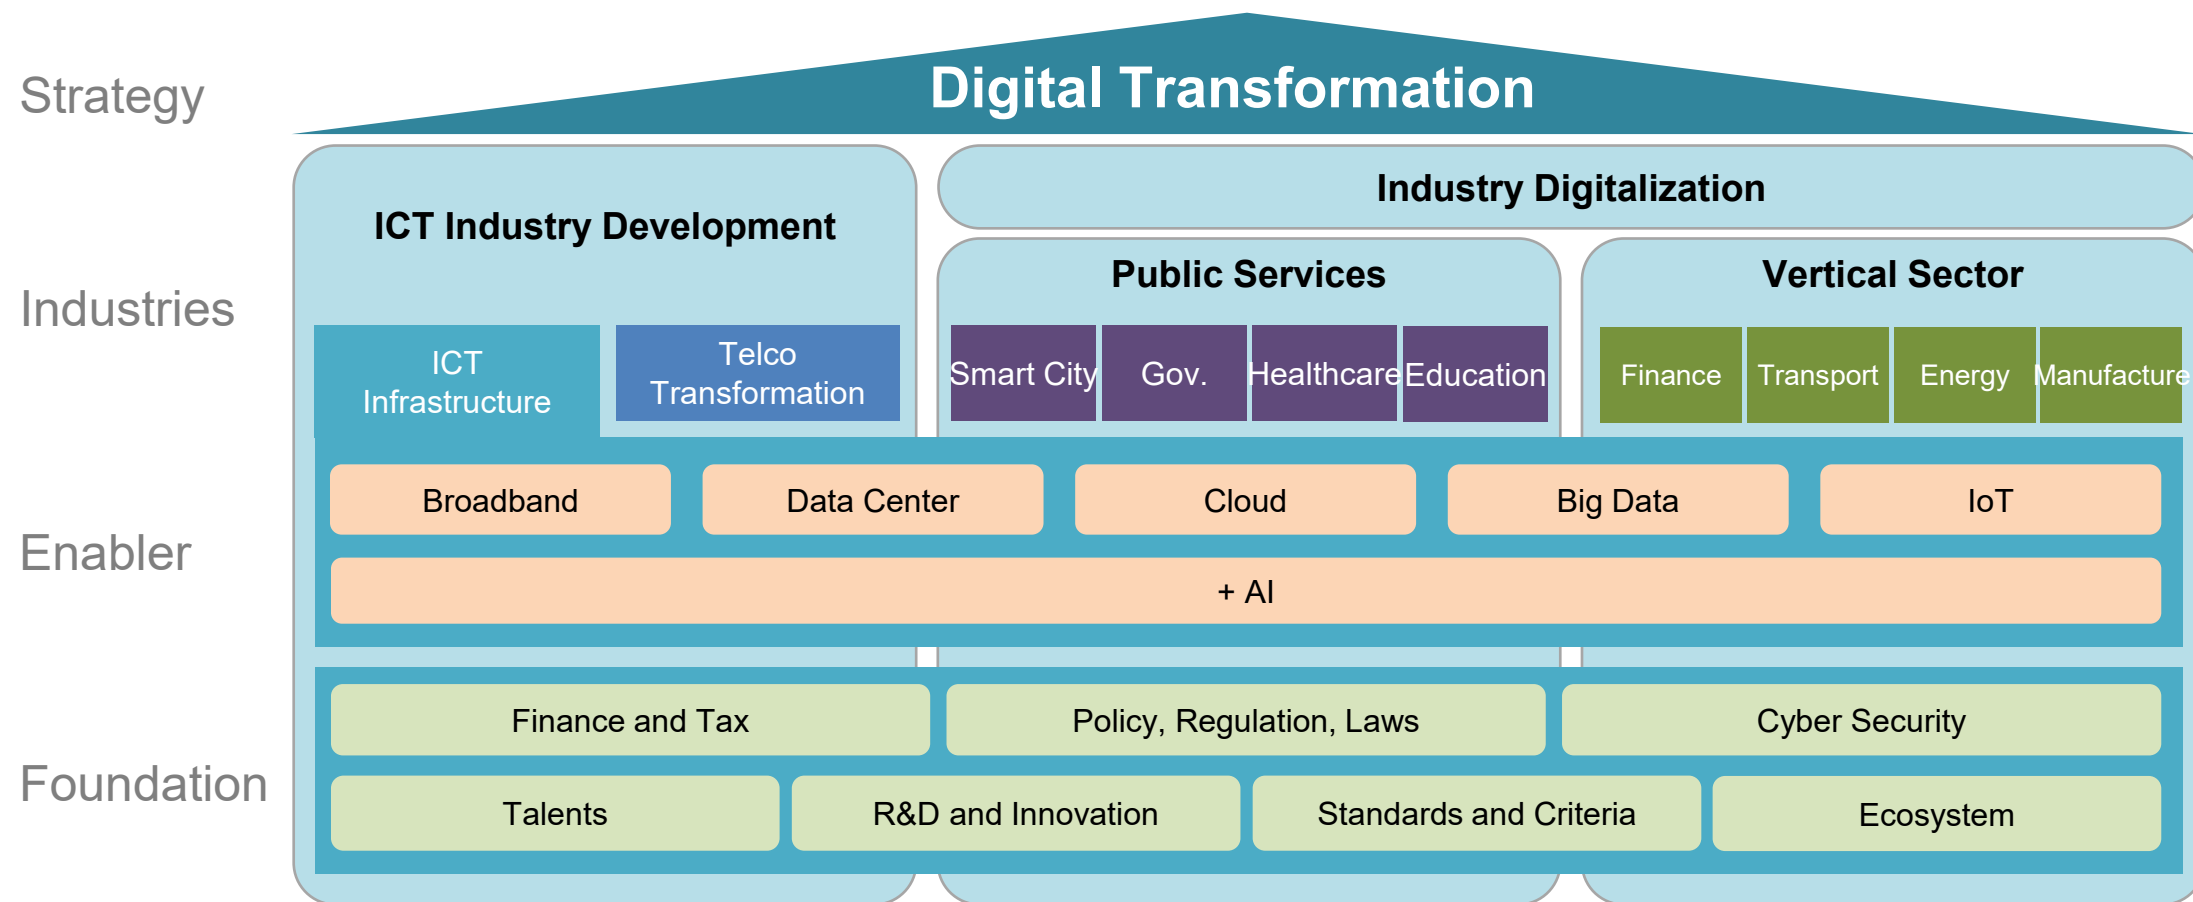 Strategy
Digital Transformation
Industries
ICT Industry Development
Industry Digitalization
Public Services
Vertical Sector
ICT
Infrastructure
Telco
Transformation
Smart City
Gov.
Healthcare
Education
Finance
Transport
Energy
Manufacture
Enabler
Broadband
Data Center
Cloud
Big Data
IoT
+ AI
Foundation
Finance and Tax
Policy, Regulation, Laws
Cyber Security
Talents
R&D and Innovation
Standards and Criteria
Ecosystem